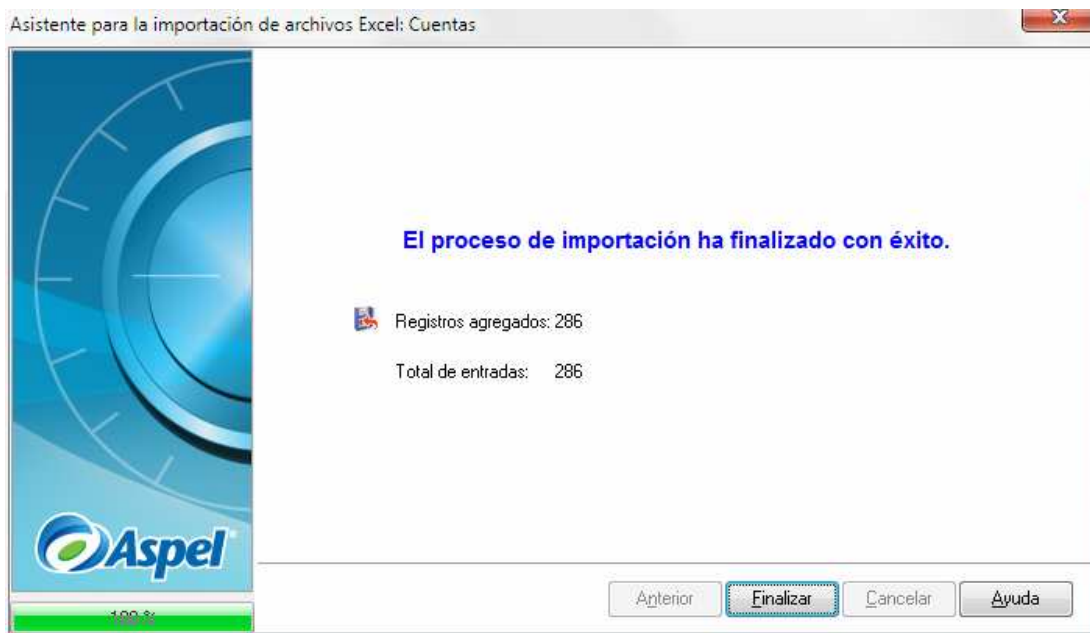 Asistente para la importación de archivos Excel: Cuentas
El proceso de importación ha finalizado con éxito.
Registros agregados: 286
Total de entradas: 286
Aspel
100 %
Anterior Finalizar Cancelar Ayuda